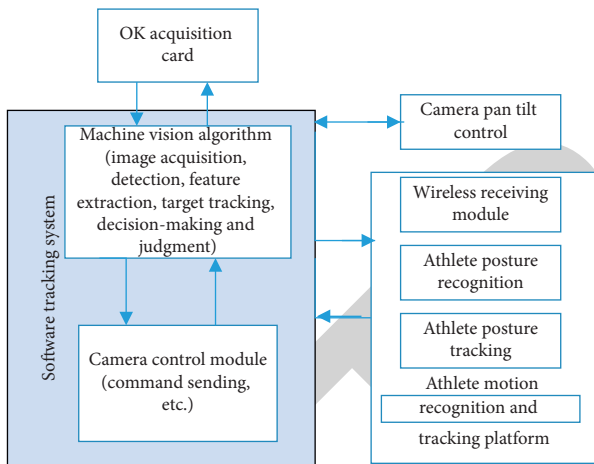 OK acquisition
card
Software tracking system
Machine vision algorithm
(image acquisition,
detection, feature
extraction, target tracking,
decision-making and
judgment)
Camera control module
(command sending,
etc.)
Camera pan tilt
control
Wireless receiving
module
Athlete posture
recognition
Athlete posture
tracking
Athlete motion
recognition and
tracking platform